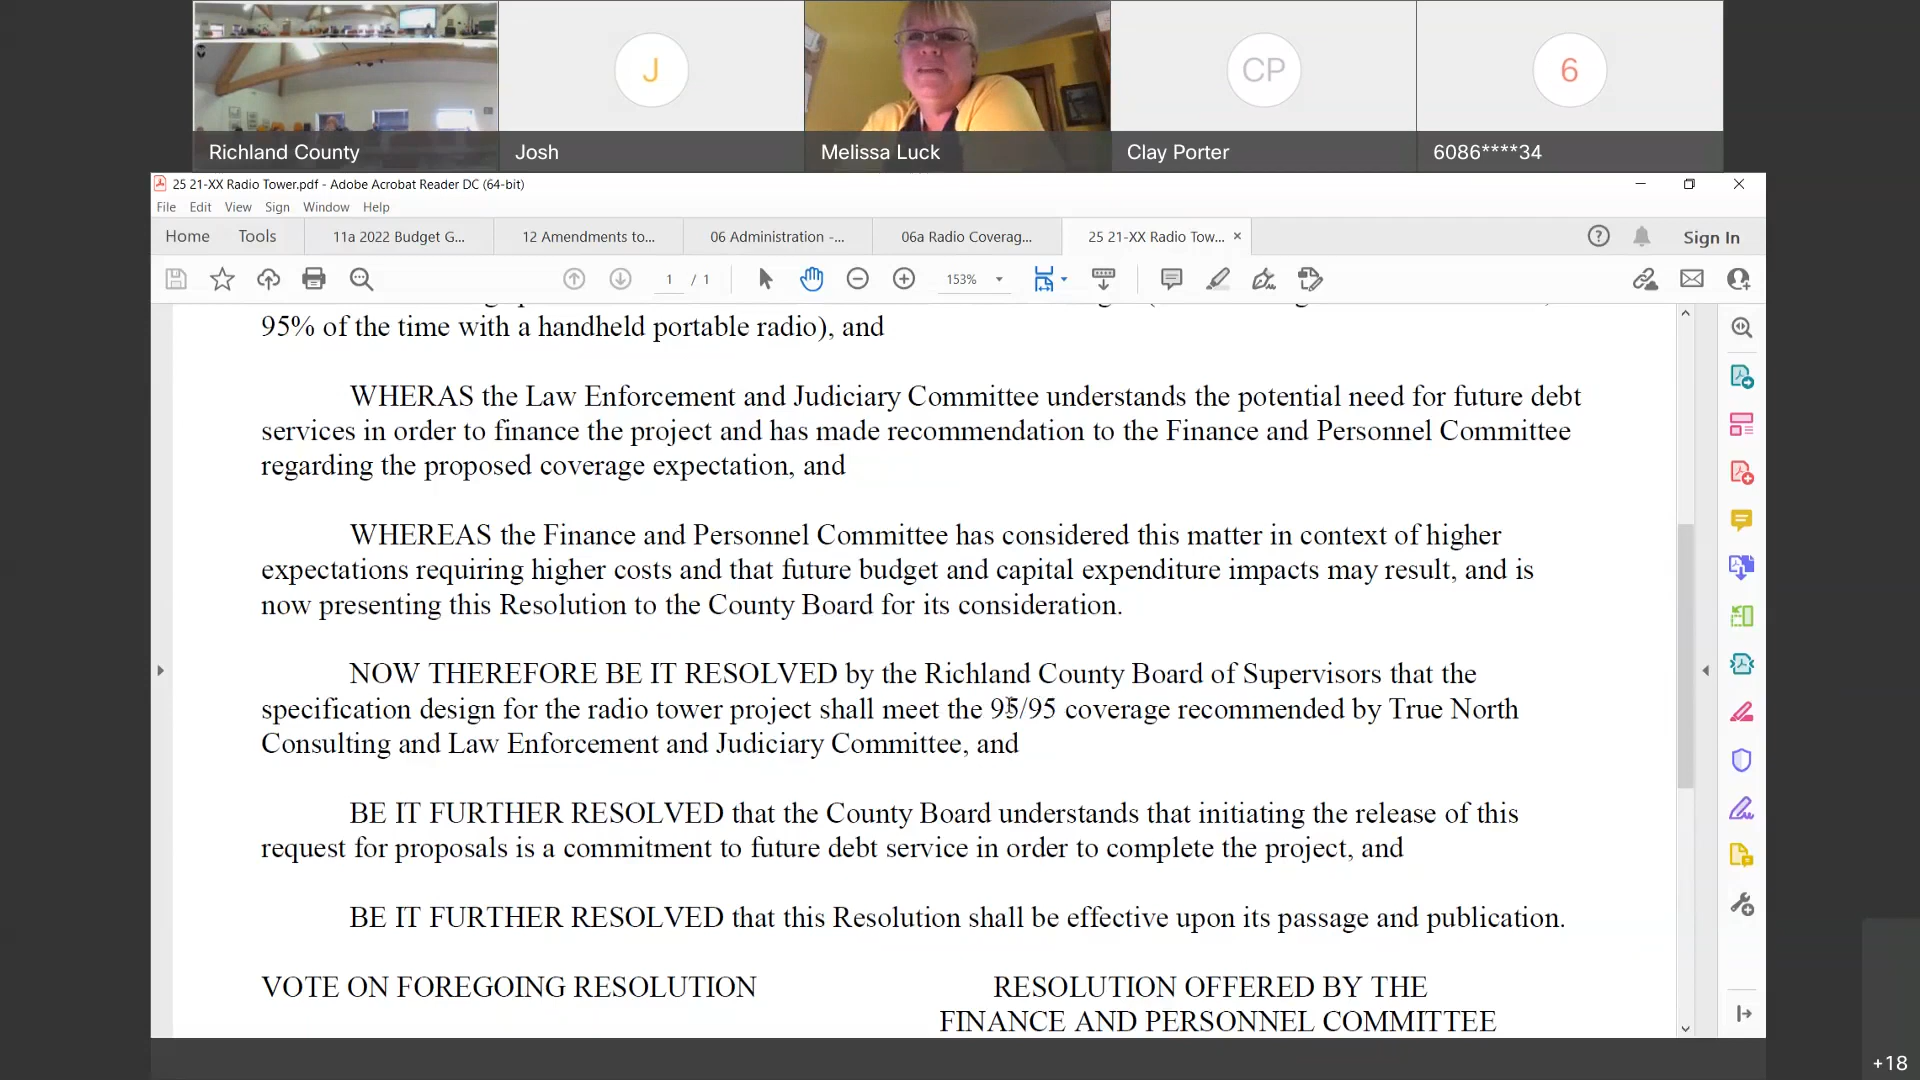 Richland County
J
Josh
Melissa Luck
CP
Clay Porter
6
6086****34
25 21-XX Radio Tower.pdf - Adobe Acrobat Reader DC (64-bit)
File Edit View Sign Window Help
Home Tools 11a 2022 Budget G... 12 Amendments to... 06 Administration -... 06a Radio Coverag... 25 21-XX Radio Tow... × Sign In
1 / 1 153%
95% of the time with a handheld portable radio), and
WHERAS the Law Enforcement and Judiciary Committee understands the potential need for future debt
services in order to finance the project and has made recommendation to the Finance and Personnel Committee
regarding the proposed coverage expectation, and
WHEREAS the Finance and Personnel Committee has considered this matter in context of higher
expectations requiring higher costs and that future budget and capital expenditure impacts may result, and is
now presenting this Resolution to the County Board for its consideration.
NOW THEREFORE BE IT RESOLVED by the Richland County Board of Supervisors that the
specification design for the radio tower project shall meet the 95/95 coverage recommended by True North
Consulting and Law Enforcement and Judiciary Committee, and
BE IT FURTHER RESOLVED that the County Board understands that initiating the release of this
request for proposals is a commitment to future debt service in order to complete the project, and
BE IT FURTHER RESOLVED that this Resolution shall be effective upon its passage and publication.
VOTE ON FOREGOING RESOLUTION RESOLUTION OFFERED BY THE
FINANCE AND PERSONNEL COMMITTEE
+18